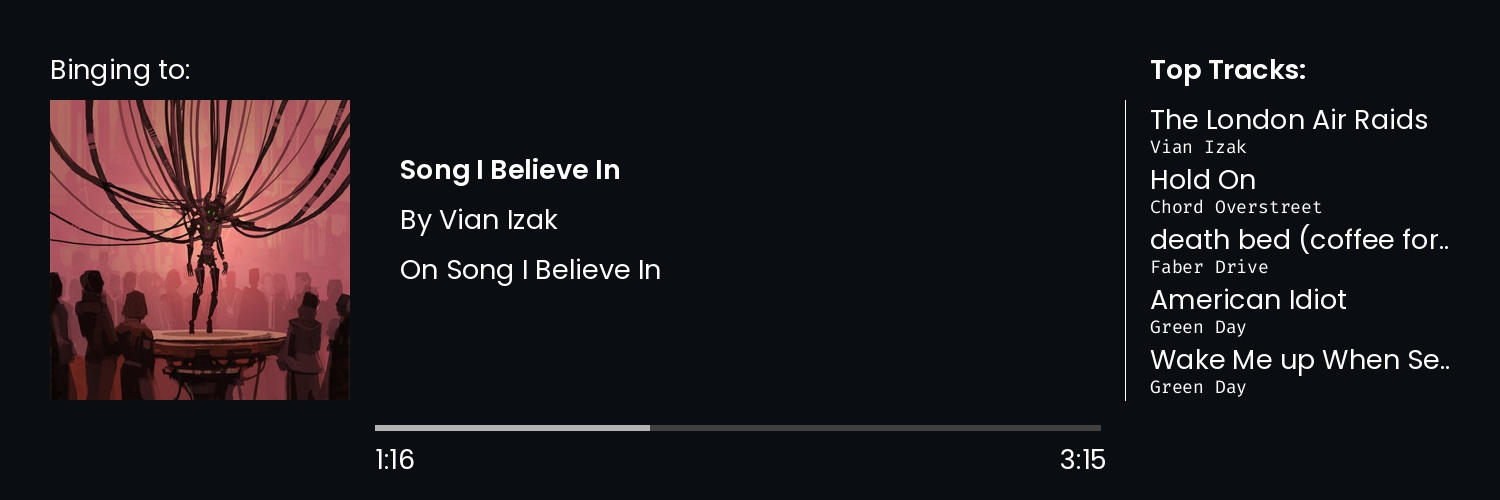 Binging to:
Song I Believe In
By Vian Izak
On Song I Believe In
1:16
3:15
Top Tracks:
The London Air Raids
Vian Izak
Hold On
Chord Overstreet
death bed (coffee for..
Faber Drive
American Idiot
Green Day
Wake Me up When Se..
Green Day